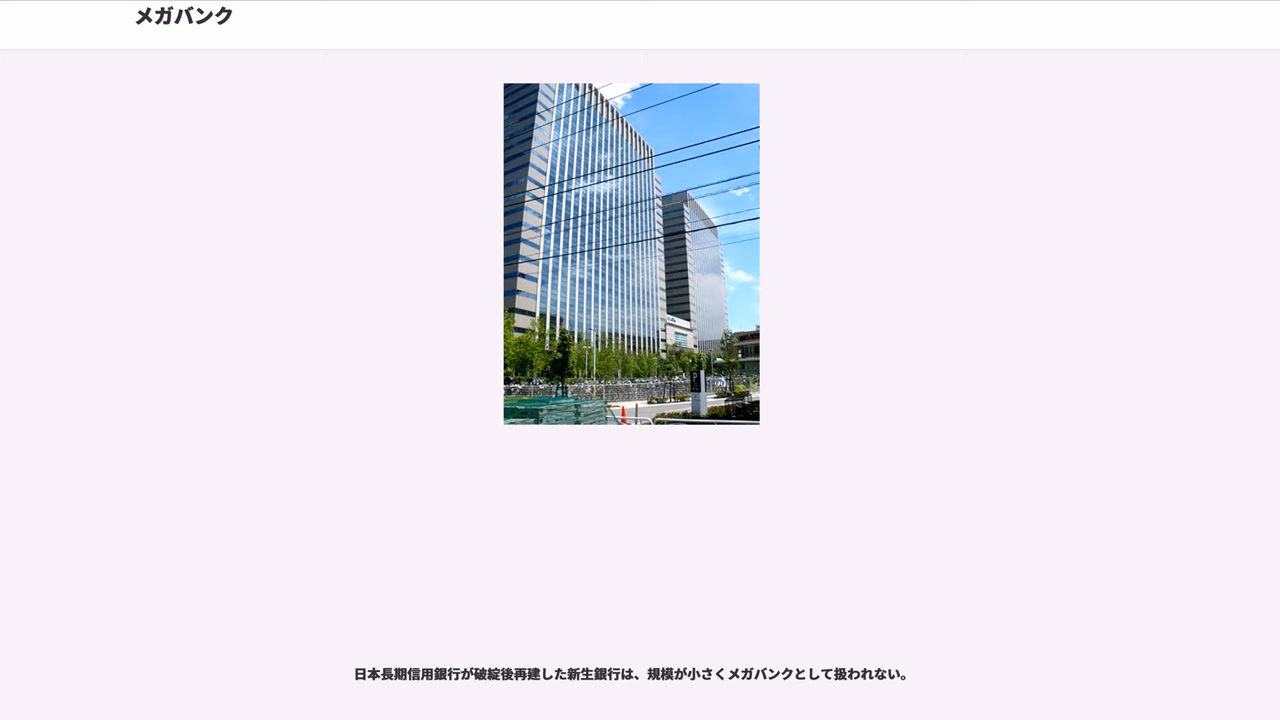 メガバンク
日本長期信用銀行が破綻後再建した新生銀行は、規模が小さくメガバンクとして扱われない。